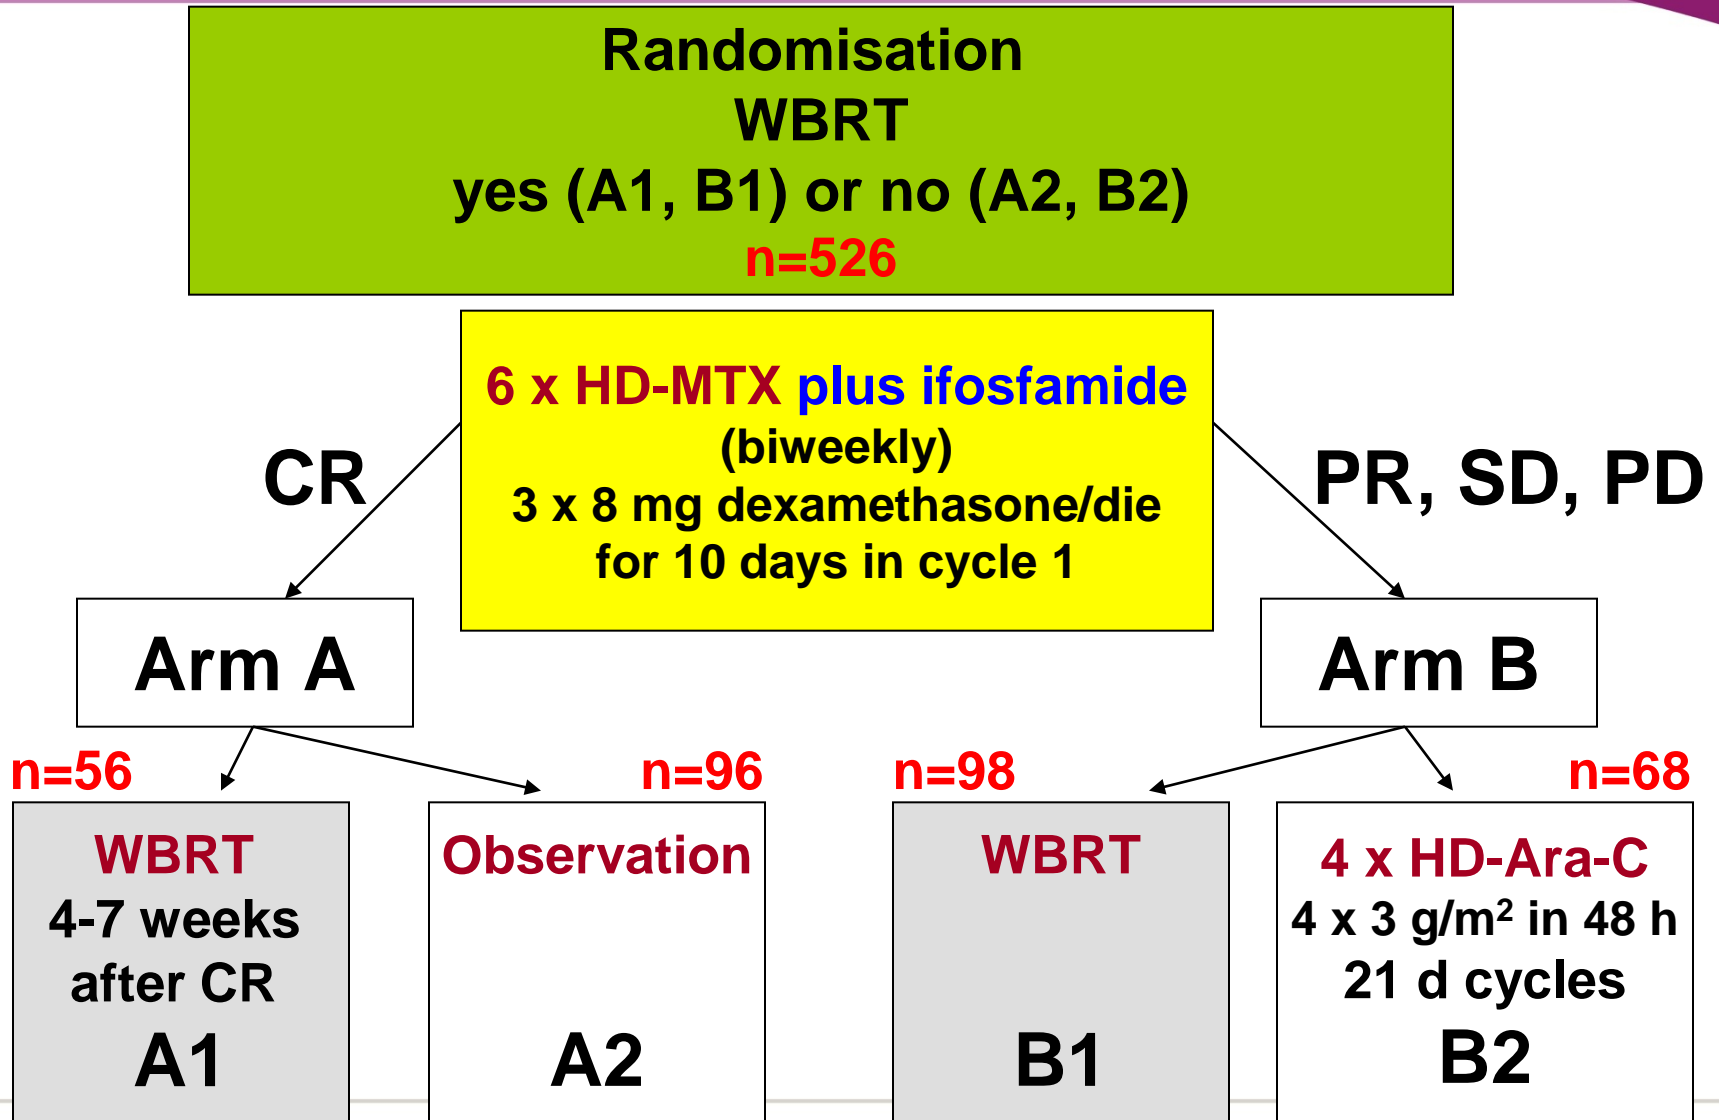 Randomisation
WBRT
yes (A1, B1) or no (A2, B2)
n=526
6 x HD-MTX plus ifosfamide
(biweekly)
3 x 8 mg dexamethasone/die
for 10 days in cycle 1
CR
PR, SD, PD
Arm A
Arm B
n=56
n=96
n=98
n=68
WBRT
4-7 weeks
after CR
A1
Observation
A2
WBRT
B1
4 x HD-Ara-C
4 x 3 g/m² in 48 h
21 d cycles
B2